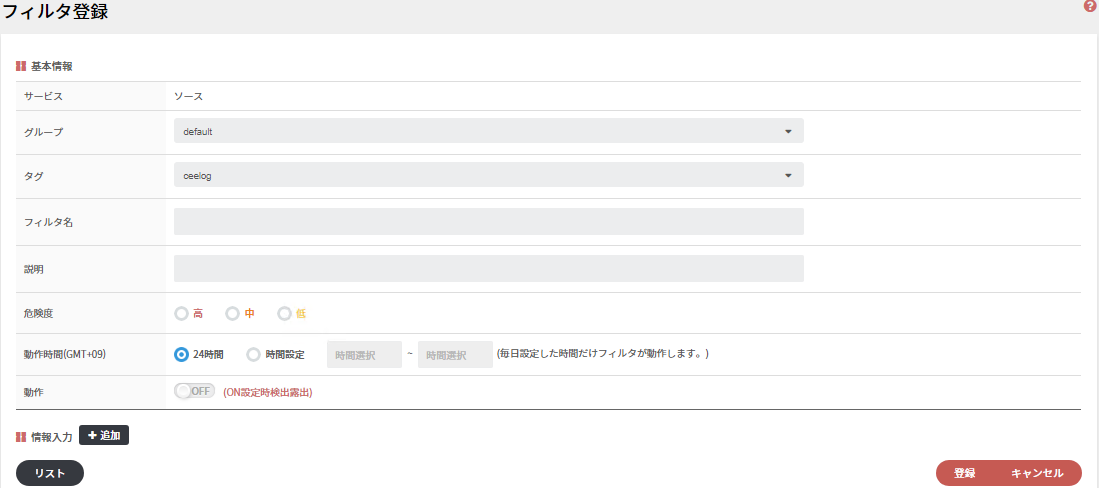 フィルタ登録
?
基本情報
サービス ソース
グループ default
タグ ceelog
フィルタ名
説明
危険度 高 中 低
動作時間(GMT+09) 24時間 時間設定 時間選択 ~ 時間選択 (毎日設定した時間だけフィルタが動作します。)
動作 OFF (ON設定時検出露出)
情報入力 + 追加
リスト 登録 キャンセル